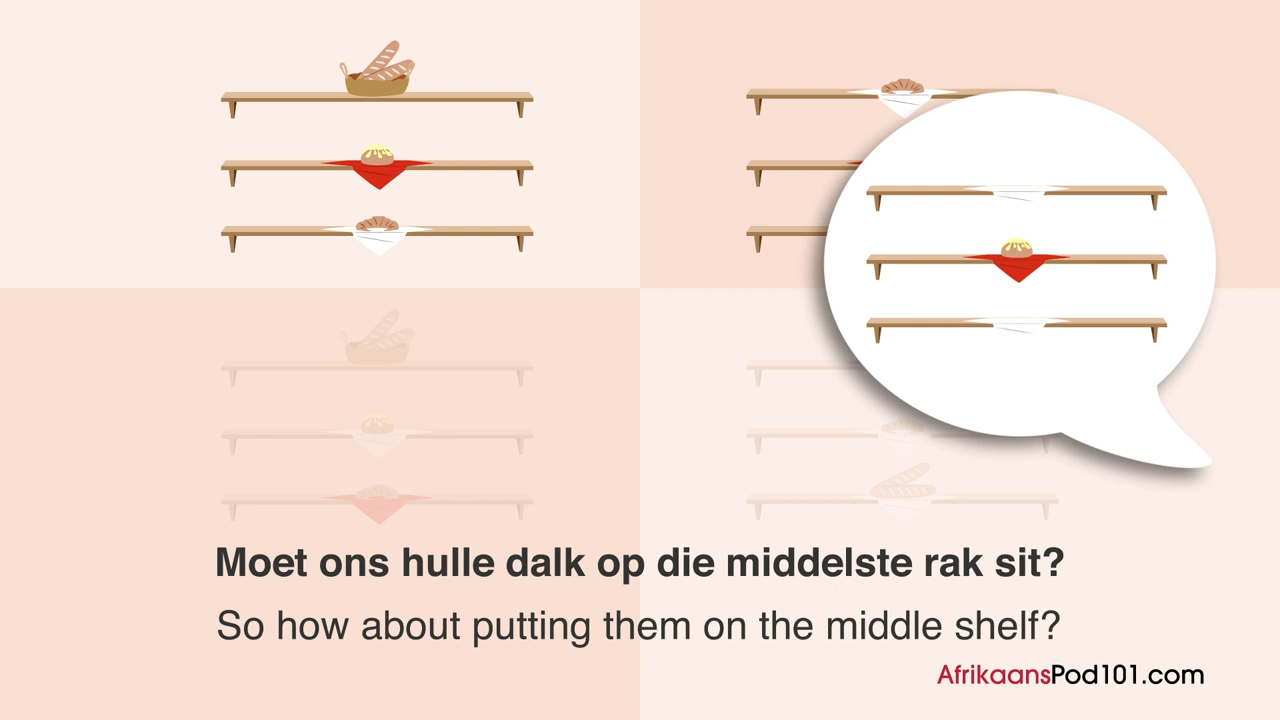 Moet ons hulle dalk op die middelste rak sit?
So how about putting them on the middle shelf?
AfrikaansPod101.com